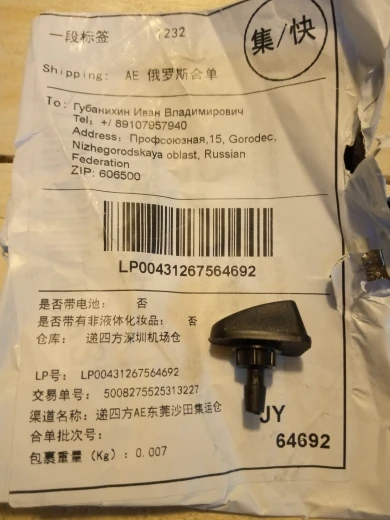 一段标签 1232
集/快
Shipping: AE 俄罗斯合单
To: Губанихин Иван Владимирович
Tel: +/ 89107957940
Address: Профсоюзная,15, Gorodec,
Nizhegorodskaya oblast, Russian
Federation
ZIP: 606500
LP00431267564692
是否带电池: 否
是否带有非液体化妆品: 否
仓库: 递四方深圳机场仓
LP号: LP00431267564692
交易单号: 5008275525313227
渠道名称: 递四方AE东莞沙田集运仓
JY
合单批次号:
64692
包裹重量 (Kg): 0.007